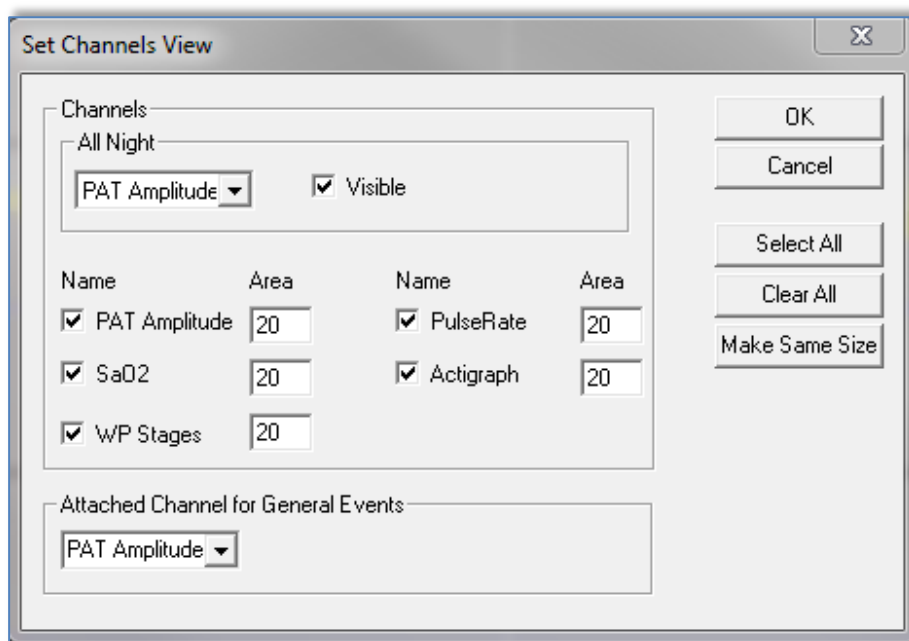 Set Channels View
Channels
All Night
PAT Amplitude
Visible
Name Area Name Area
PAT Amplitude 20 PulseRate 20
SaO2 20 Actigraph 20
WP Stages 20
Attached Channel for General Events
PAT Amplitude
OK
Cancel
Select All
Clear All
Make Same Size